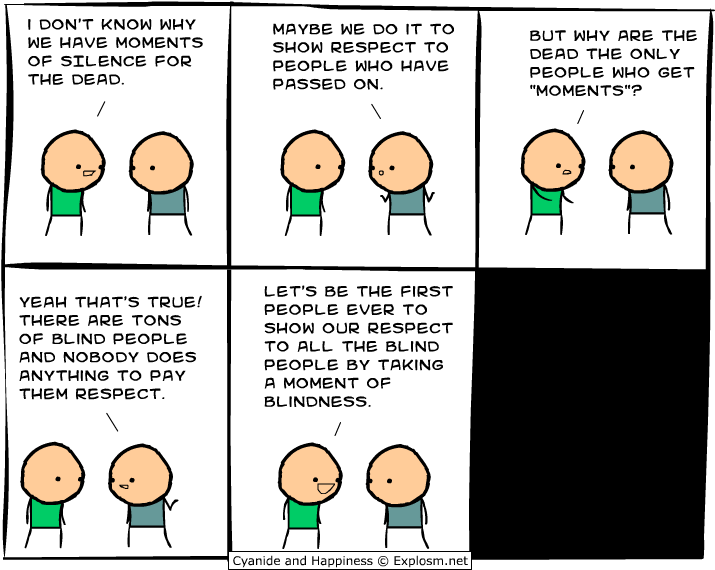 I DON'T KNOW WHY
WE HAVE MOMENTS
OF SILENCE FOR
THE DEAD.
MAYBE WE DO IT TO
SHOW RESPECT TO
PEOPLE WHO HAVE
PASSED ON.
BUT WHY ARE THE
DEAD THE ONLY
PEOPLE WHO GET
"MOMENTS"?
YEAH THAT'S TRUE!
THERE ARE TONS
OF BLIND PEOPLE
AND NOBODY DOES
ANYTHING TO PAY
THEM RESPECT.
LET'S BE THE FIRST
PEOPLE EVER TO
SHOW OUR RESPECT
TO ALL THE BLIND
PEOPLE BY TAKING
A MOMENT OF
BLINDNESS.
Cyanide and Happiness © Explosm.net